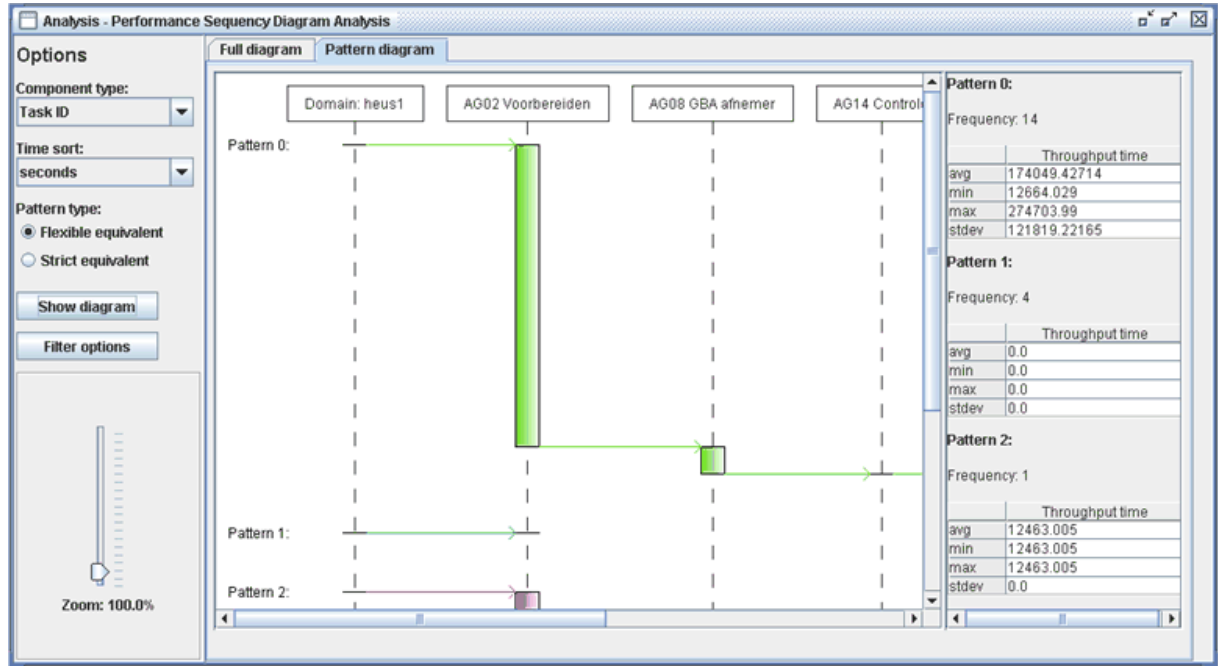 Analysis - Performance Sequency Diagram Analysis
Options
Component type:
Task ID
Time sort:
seconds
Pattern type:
Flexible equivalent
Strict equivalent
Show diagram
Filter options
Zoom: 100.0%
Full diagram
Pattern diagram
Domain: heus1
AG02 Voorbereiden
AG08 GBA afnemer
AG14 Controle
Pattern 0:
Pattern 1:
Pattern 2:
Pattern 0:
Frequency: 14
Throughput time
avg 174049.42714
min 12664.029
max 274703.99
stdev 121819.22165
Pattern 1:
Frequency: 4
Throughput time
avg 0.0
min 0.0
max 0.0
stdev 0.0
Pattern 2:
Frequency: 1
Throughput time
avg 12463.005
min 12463.005
max 12463.005
stdev 0.0